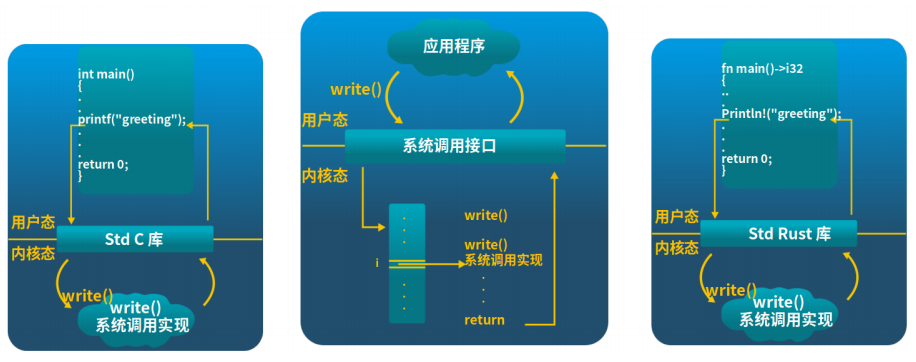 int main()
{
.
.
printf("greeting");
.
.
.
return 0;
}
用户态
Std C 库
内核态
write()
write()
系统调用实现
应用程序
write()
用户态
系统调用接口
内核态
.
.
.
i
.
.
.
write()
write()
系统调用实现
.
.
.
return
fn main()->i32
{
..
.
Println!("greeting");
.
.
.
return 0;
}
用户态
Std Rust 库
内核态
write()
write()
系统调用实现